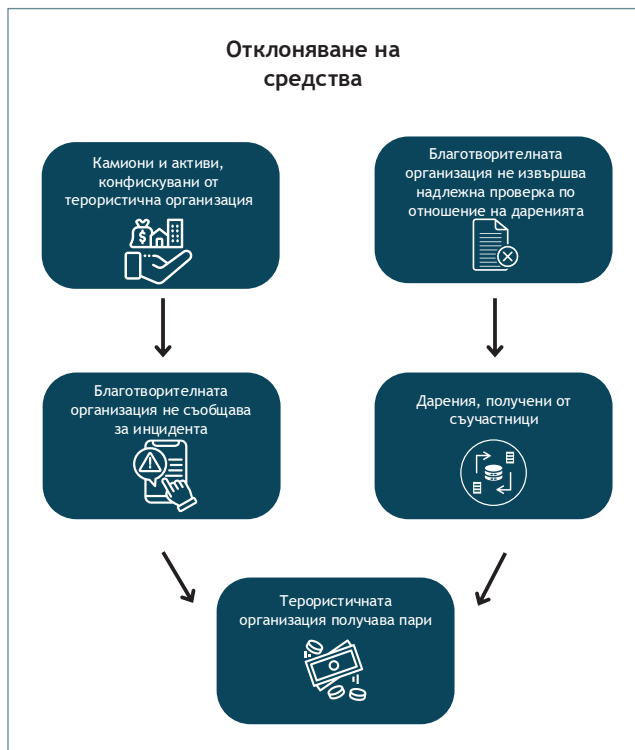 Отклоняване на
средства
Камиони и активи,
конфискувани от
терористична организация
Благотворителната
организация не извършва
надлежна проверка по
отношение на даренията
Благотворителната
организация не съобщава
за инцидента
Дарения, получени от
съучастници
Терористичната
организация получава пари